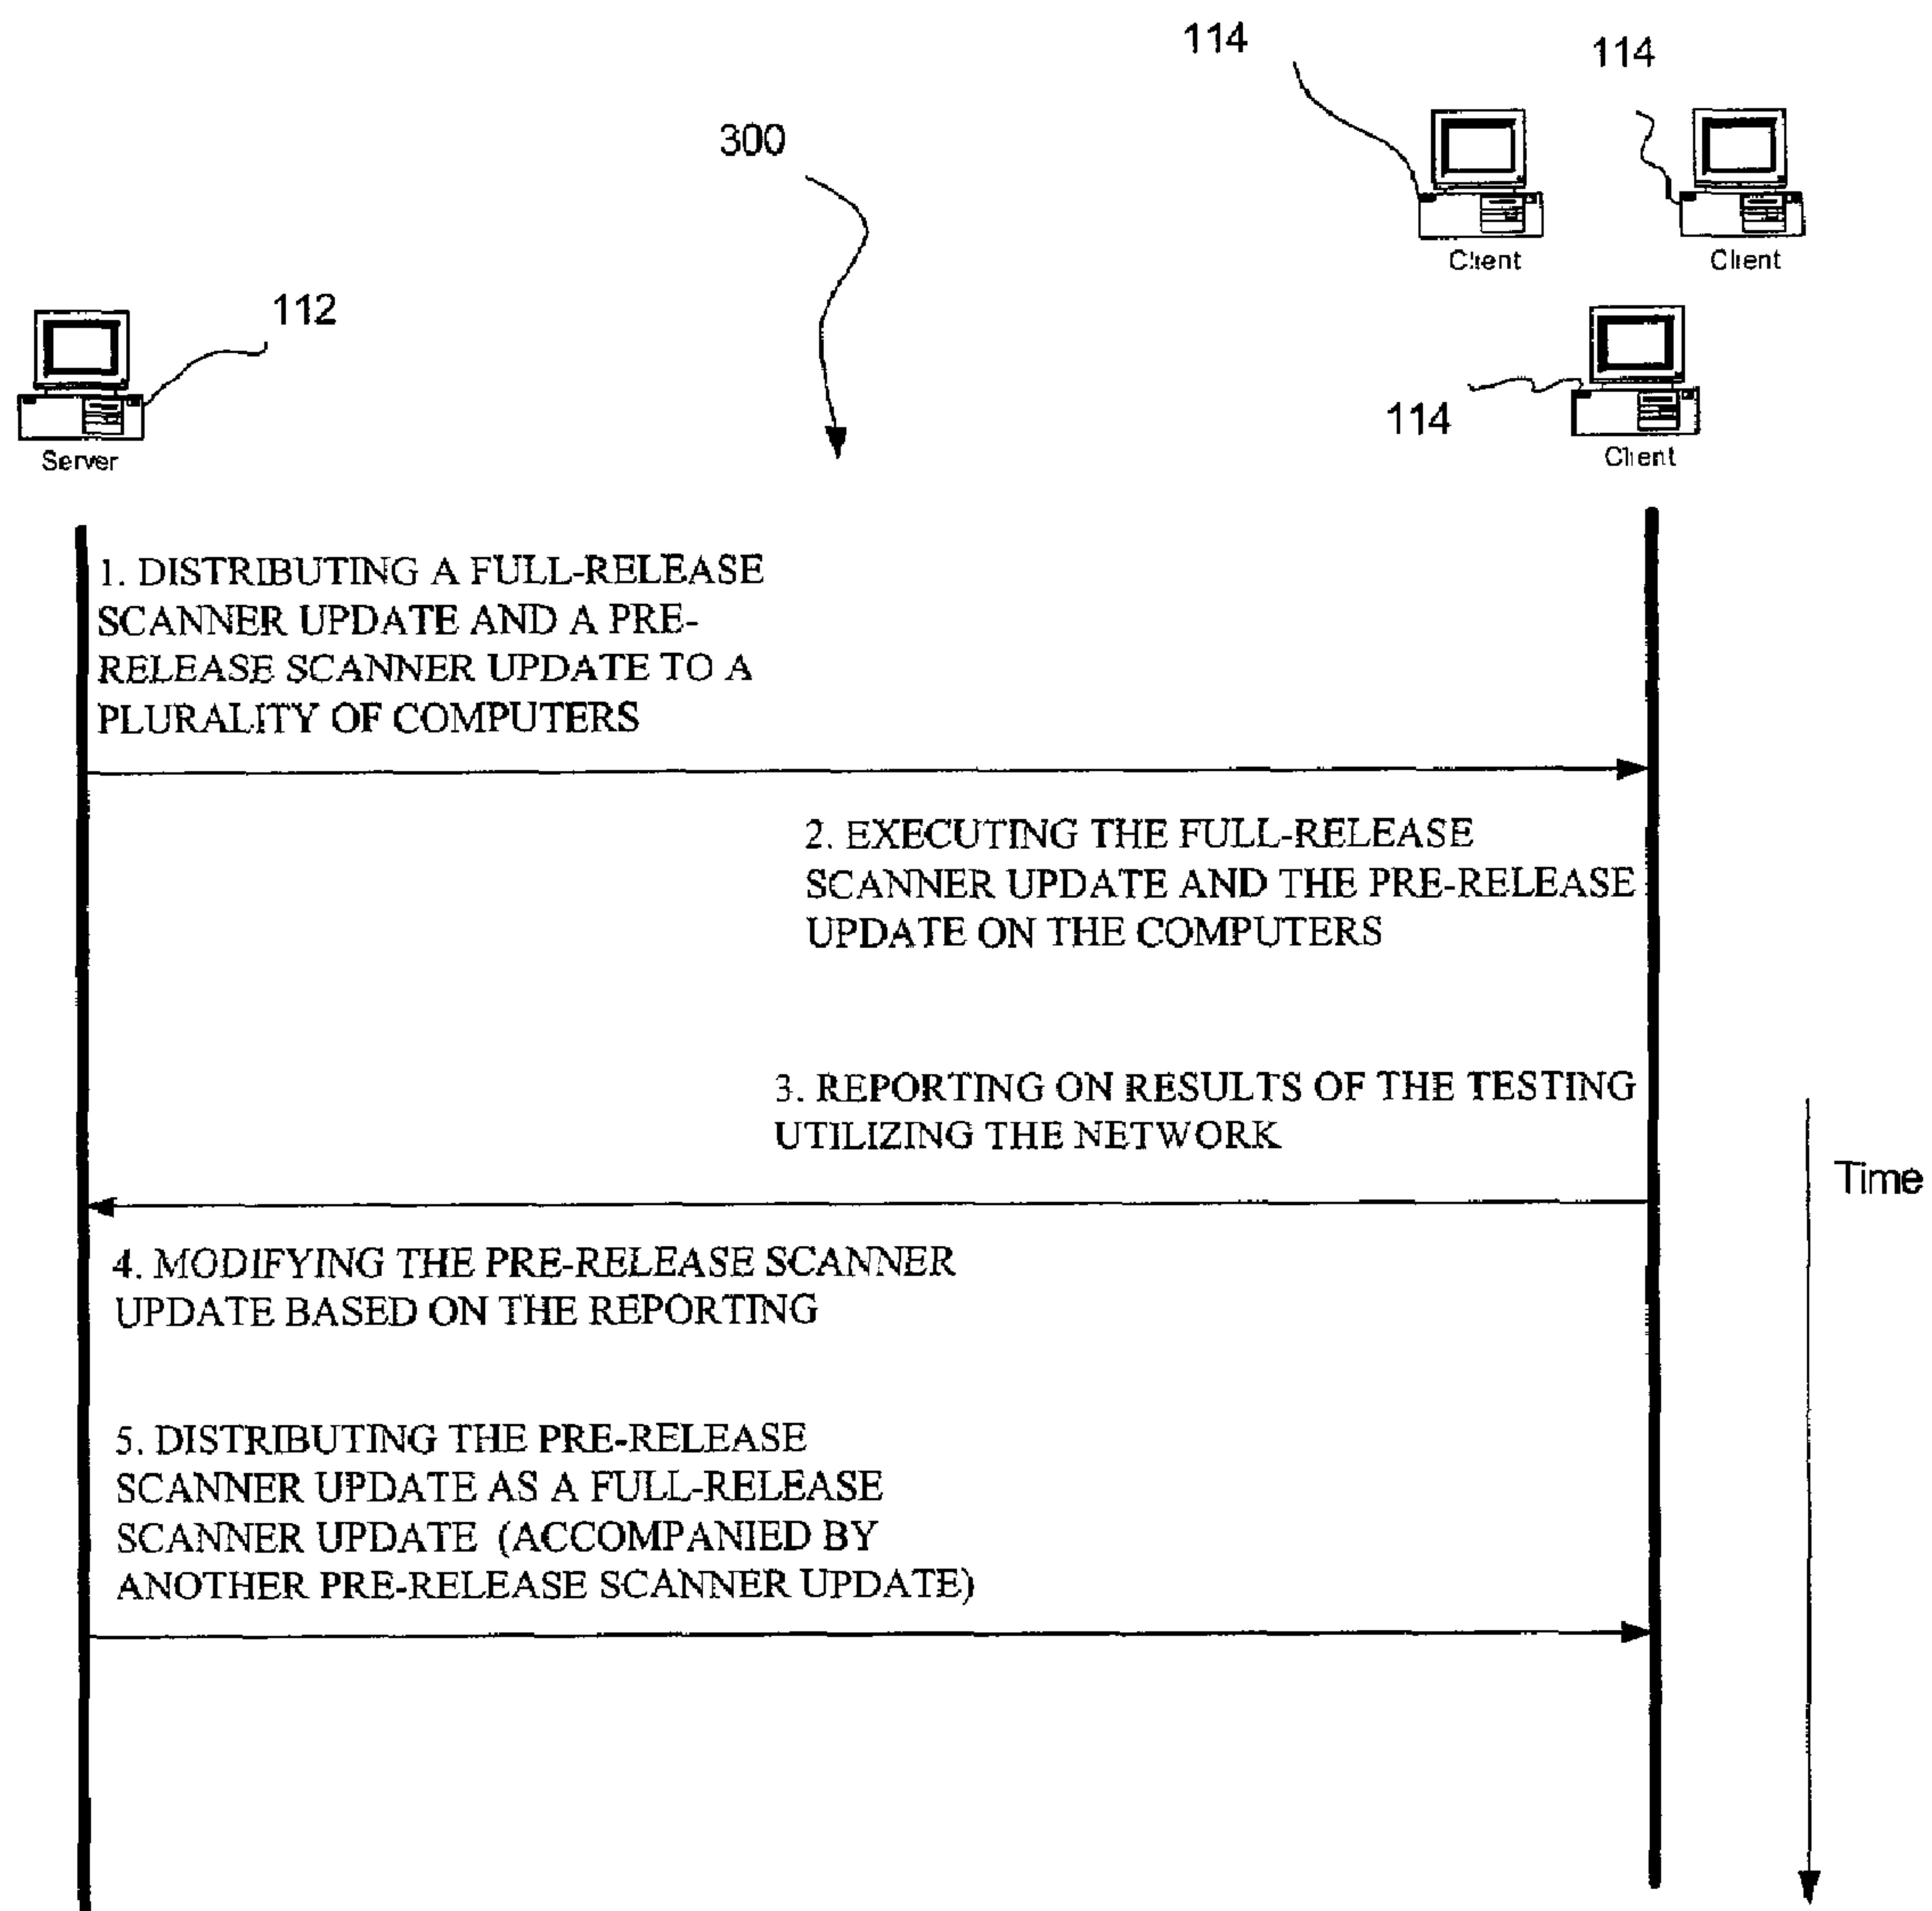 114
114
300
Client
Client
112
114
Server
Client
1. DISTRIBUTING A FULL-RELEASE
SCANNER UPDATE AND A PRE-
RELEASE SCANNER UPDATE TO A
PLURALITY OF COMPUTERS
2. EXECUTING THE FULL-RELEASE
SCANNER UPDATE AND THE PRE-RELEASE
UPDATE ON THE COMPUTERS
3. REPORTING ON RESULTS OF THE TESTING
UTILIZING THE NETWORK
Time
4. MODIFYING THE PRE-RELEASE SCANNER
UPDATE BASED ON THE REPORTING
5. DISTRIBUTING THE PRE-RELEASE
SCANNER UPDATE AS A FULL-RELEASE
SCANNER UPDATE (ACCOMPANIED BY
ANOTHER PRE-RELEASE SCANNER UPDATE)